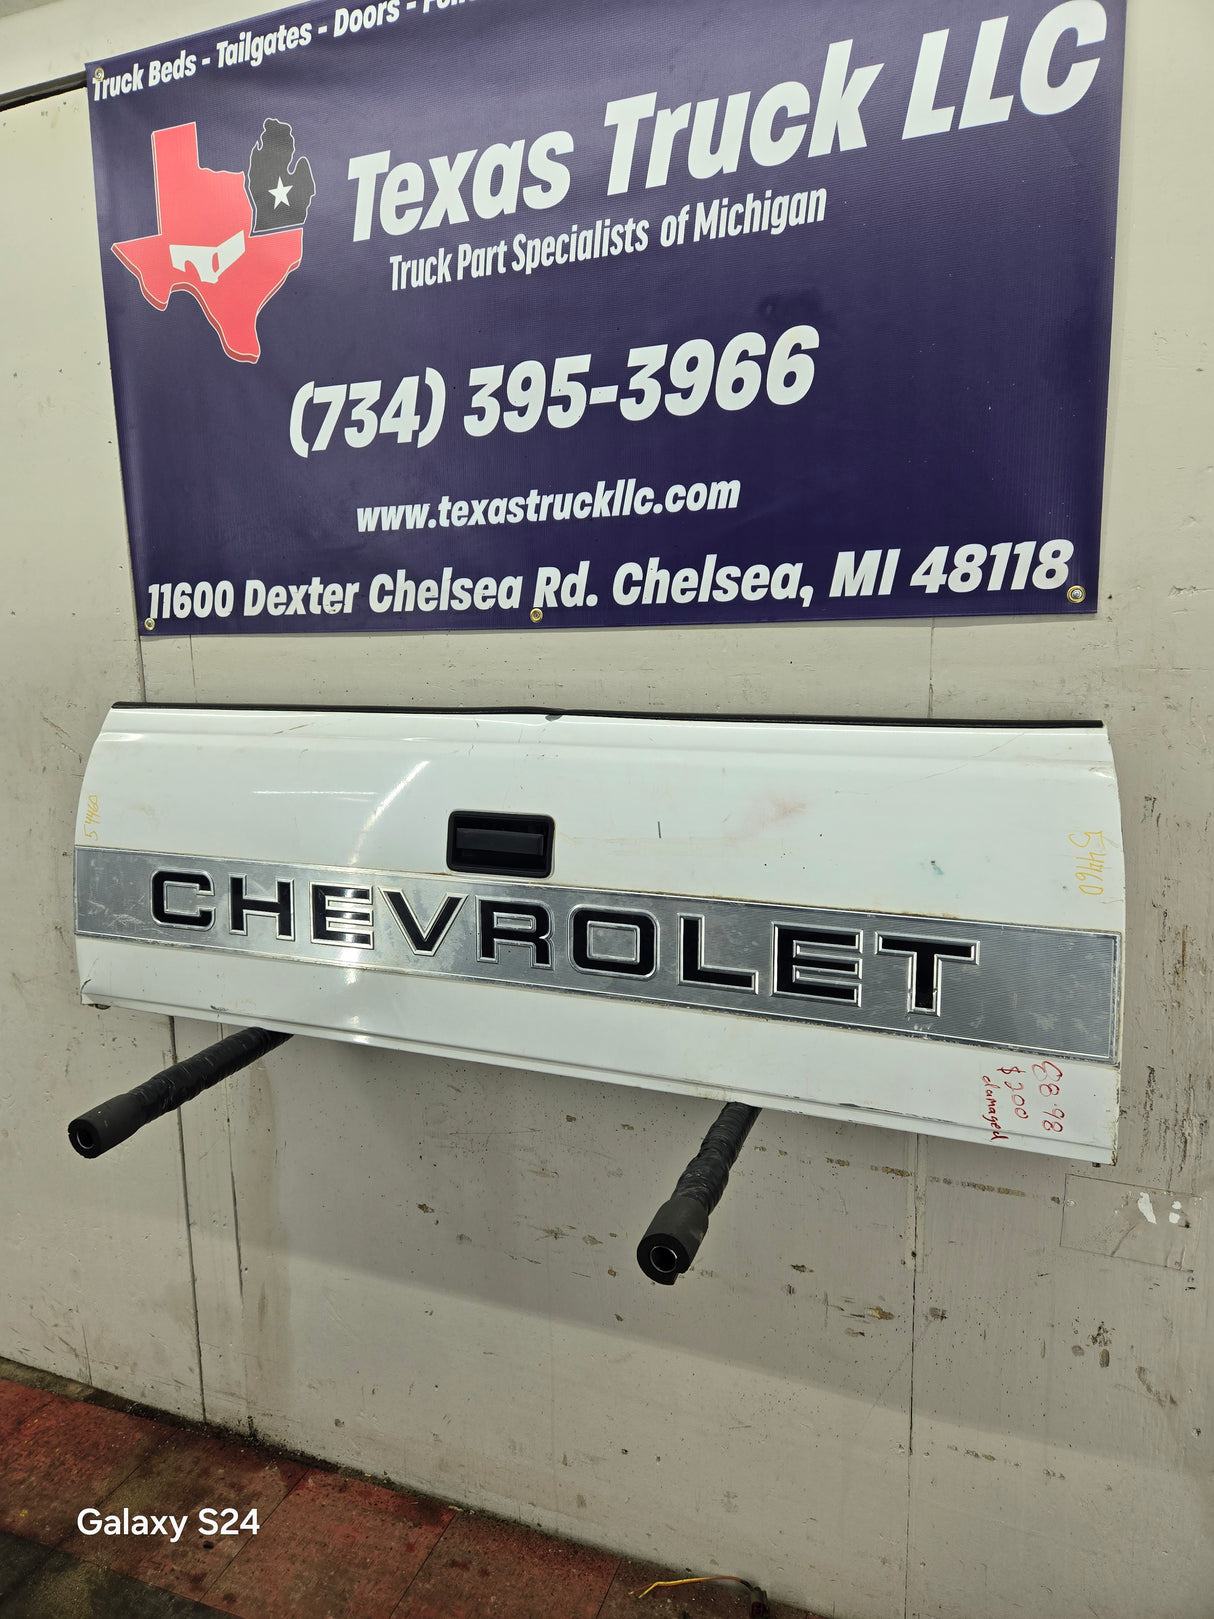 Truck Beds - Tailgates - Doors -
Texas Truck LLC
Truck Part Specialists of Michigan
(734) 395-3966
www.texastruckllc.com
11600 Dexter Chelsea Rd. Chelsea, MI 48118
54460
54460
CHEVROLET
88-98
$200
damaged
Galaxy S24